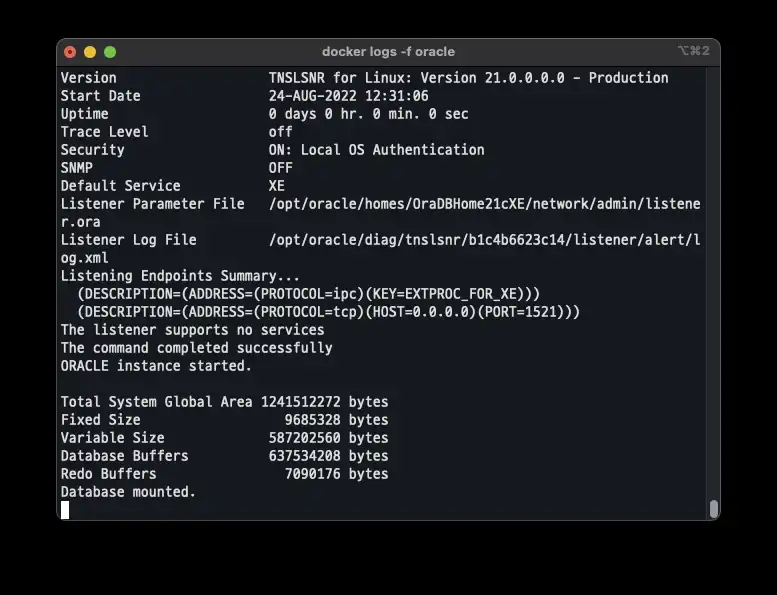 docker logs -f oracle
⌥⌘2
Version                   TNSLSNR for Linux: Version 21.0.0.0.0 - Production
Start Date                24-AUG-2022 12:31:06
Uptime                    0 days 0 hr. 0 min. 0 sec
Trace Level               off
Security                  ON: Local OS Authentication
SNMP                      OFF
Default Service           XE
Listener Parameter File   /opt/oracle/homes/OraDBHome21cXE/network/admin/listene
r.ora
Listener Log File         /opt/oracle/diag/tnslsnr/b1c4b6623c14/listener/alert/l
og.xml
Listening Endpoints Summary...
  (DESCRIPTION=(ADDRESS=(PROTOCOL=ipc)(KEY=EXTPROC_FOR_XE)))
  (DESCRIPTION=(ADDRESS=(PROTOCOL=tcp)(HOST=0.0.0.0)(PORT=1521)))
The listener supports no services
The command completed successfully
ORACLE instance started.

Total System Global Area 1241512272 bytes
Fixed Size                  9685328 bytes
Variable Size             587202560 bytes
Database Buffers          637534208 bytes
Redo Buffers                7090176 bytes
Database mounted.